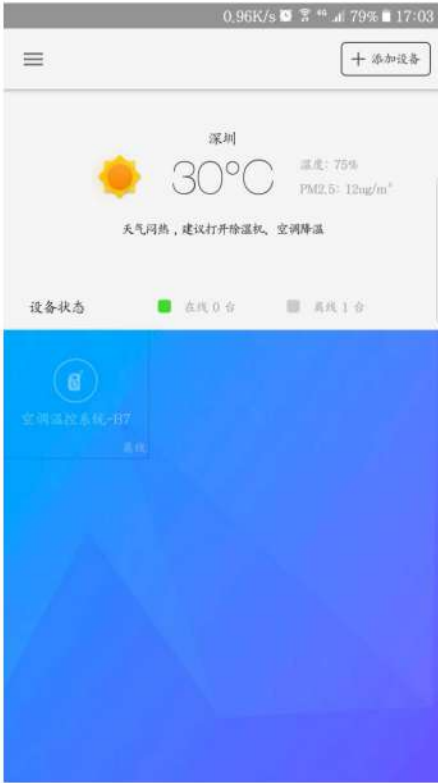 0.96K/s 4G 79% 17:03
+ 添加设备
深圳
30°C
湿度: 75%
PM2.5: 12ug/m³
天气闷热，建议打开除湿机、空调降温
设备状态
在线 0 台
离线 1 台
空调温控系统-B7
离线